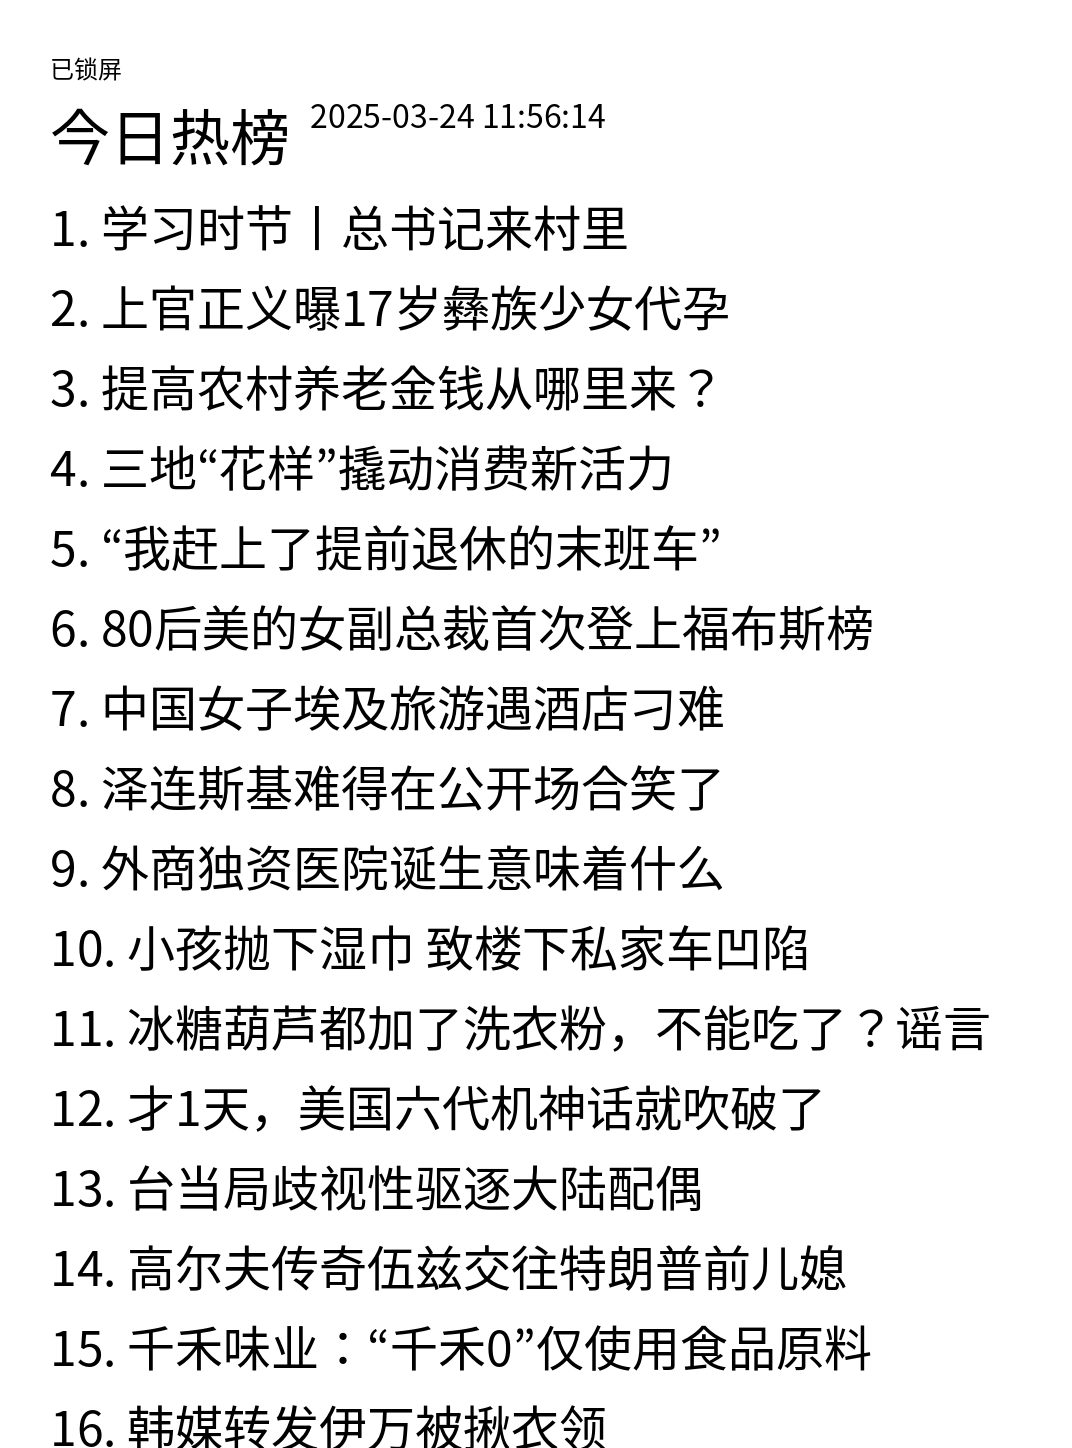 已锁屏
今日热榜 2025-03-24 11:56:14
1. 学习时节丨总书记来村里
2. 上官正义曝17岁彝族少女代孕
3. 提高农村养老金钱从哪里来？
4. 三地“花样”撬动消费新活力
5. “我赶上了提前退休的末班车”
6. 80后美的女副总裁首次登上福布斯榜
7. 中国女子埃及旅游遇酒店刁难
8. 泽连斯基难得在公开场合笑了
9. 外商独资医院诞生意味着什么
10. 小孩抛下湿巾 致楼下私家车凹陷
11. 冰糖葫芦都加了洗衣粉，不能吃了？谣言
12. 才1天，美国六代机神话就吹破了
13. 台当局歧视性驱逐大陆配偶
14. 高尔夫传奇伍兹交往特朗普前儿媳
15. 千禾味业：“千禾0”仅使用食品原料
16. 韩媒转发伊万被揪衣领